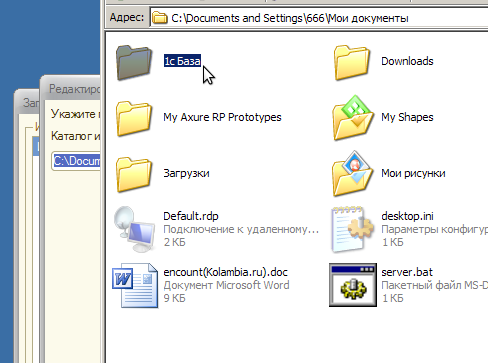 Адрес: C:\Documents and Settings\666\Мои документы
1с База
Downloads
Редактиро
My Axure RP Prototypes
My Shapes
Укажите
Каталог и
C:\Docum
Загрузки
Мои рисунки
Default.rdp
Подключение к удаленному...
2 КБ
desktop.ini
Параметры конфигур
1 КБ
encount(Kolambia.ru).doc
Документ Microsoft Word
9 КБ
server.bat
Пакетный файл MS-D
1 КБ